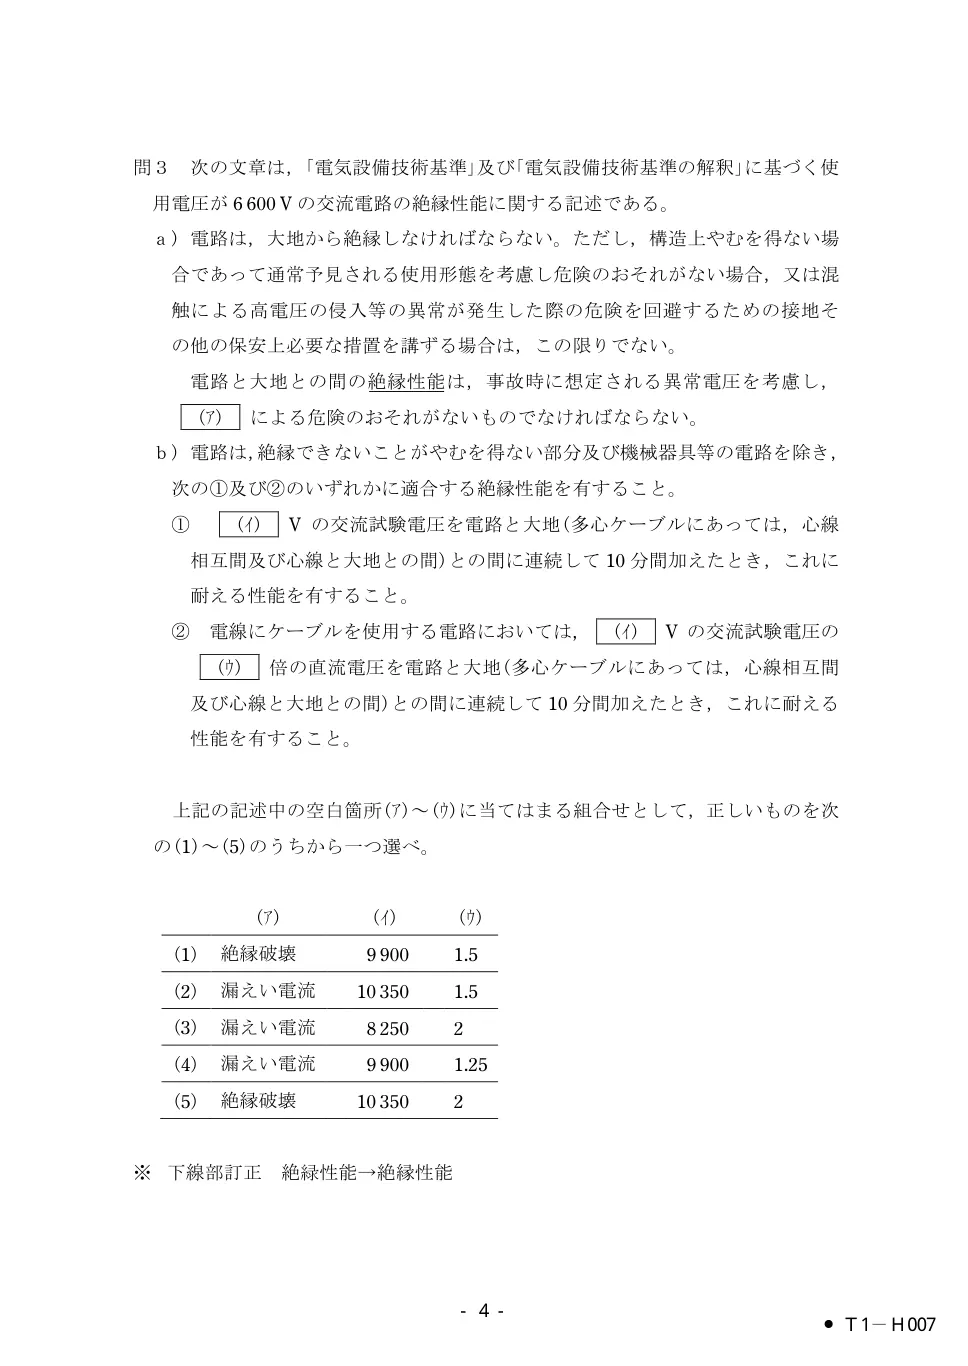 問３　次の文章は，「電気設備技術基準」及び「電気設備技術基準の解釈」に基づく使
用電圧が 6 600 V の交流電路の絶縁性能に関する記述である。
ａ）電路は，大地から絶縁しなければならない。ただし，構造上やむを得ない場
合であって通常予見される使用形態を考慮し危険のおそれがない場合，又は混
触による高電圧の侵入等の異常が発生した際の危険を回避するための接地そ
の他の保安上必要な措置を講ずる場合は，この限りでない。
電路と大地との間の絶縁性能は，事故時に想定される異常電圧を考慮し，
(ｱ) による危険のおそれがないものでなければならない。
ｂ）電路は，絶縁できないことがやむを得ない部分及び機械器具等の電路を除き，
次の①及び②のいずれかに適合する絶縁性能を有すること。
① (ｲ) V の交流試験電圧を電路と大地(多心ケーブルにあっては，心線
相互間及び心線と大地との間)との間に連続して 10 分間加えたとき，これに
耐える性能を有すること。
② 電線にケーブルを使用する電路においては， (ｲ) V の交流試験電圧の
(ｳ) 倍の直流電圧を電路と大地(多心ケーブルにあっては，心線相互間
及び心線と大地との間)との間に連続して 10 分間加えたとき，これに耐える
性能を有すること。
上記の記述中の空白箇所(ｱ)～(ｳ)に当てはまる組合せとして，正しいものを次
の(1)～(5)のうちから一つ選べ。
(ｱ) (ｲ) (ｳ)
(1) 絶縁破壊 9 900 1.5
(2) 漏えい電流 10 350 1.5
(3) 漏えい電流 8 250 2
(4) 漏えい電流 9 900 1.25
(5) 絶縁破壊 10 350 2
※ 下線部訂正 絶緑性能→絶縁性能
- 4 -
● T1－H007